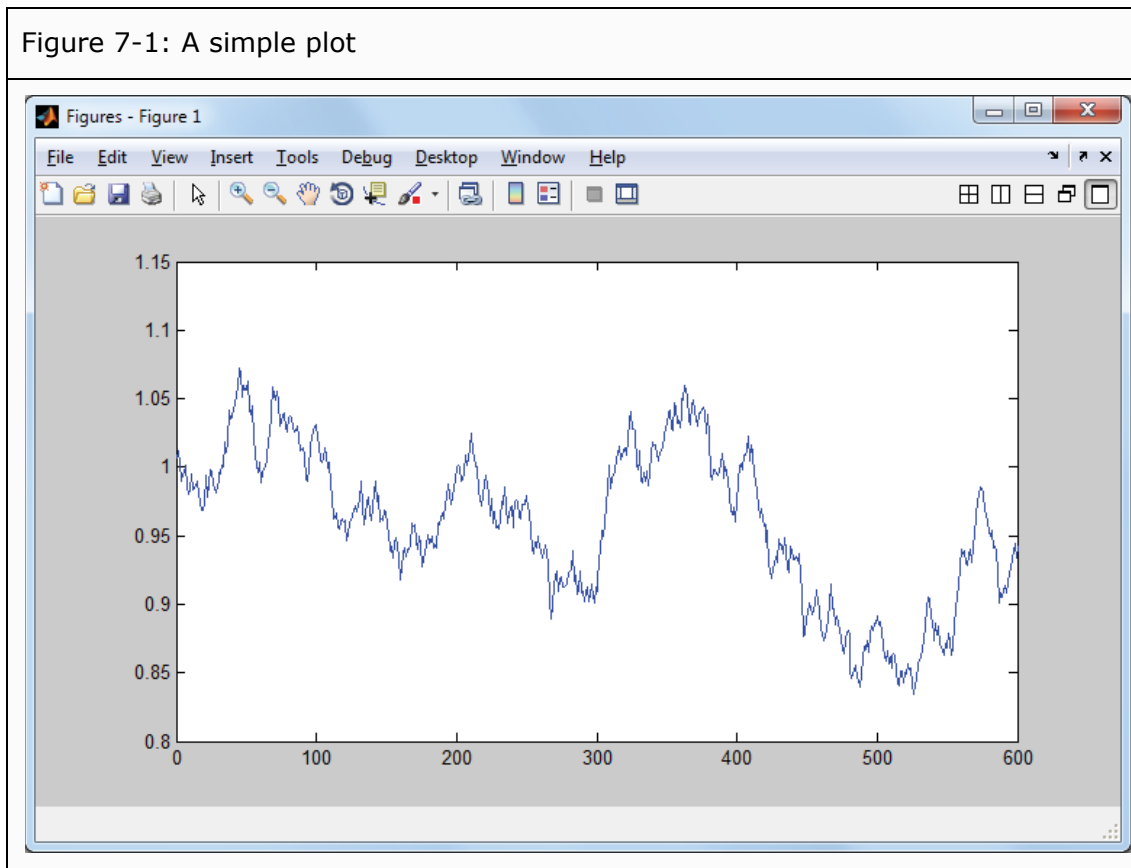 Figure 7-1: A simple plot
Figures - Figure 1
File Edit View Insert Tools Debug Desktop Window Help
1.15
1.1
1.05
1
0.95
0.9
0.85
0.8
0 100 200 300 400 500 600